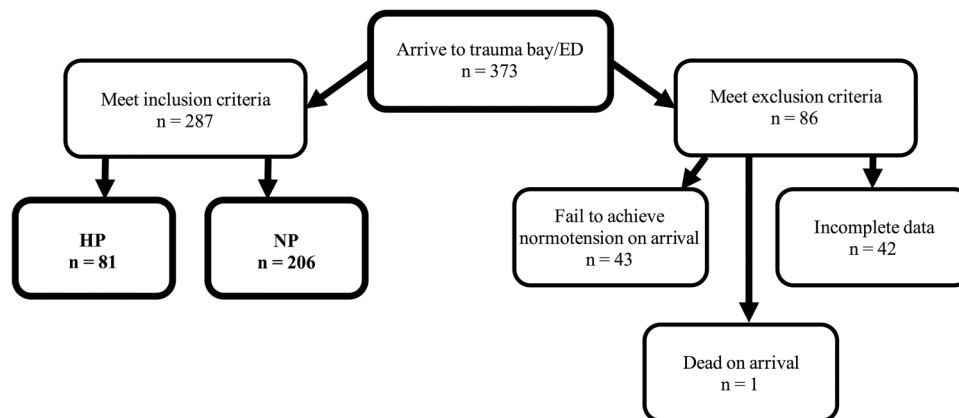 Arrive to trauma bay/ED
n = 373
Meet inclusion criteria
n = 287
Meet exclusion criteria
n = 86
HP
n = 81
NP
n = 206
Fail to achieve
normotension on arrival
n = 43
Incomplete data
n = 42
Dead on arrival
n = 1